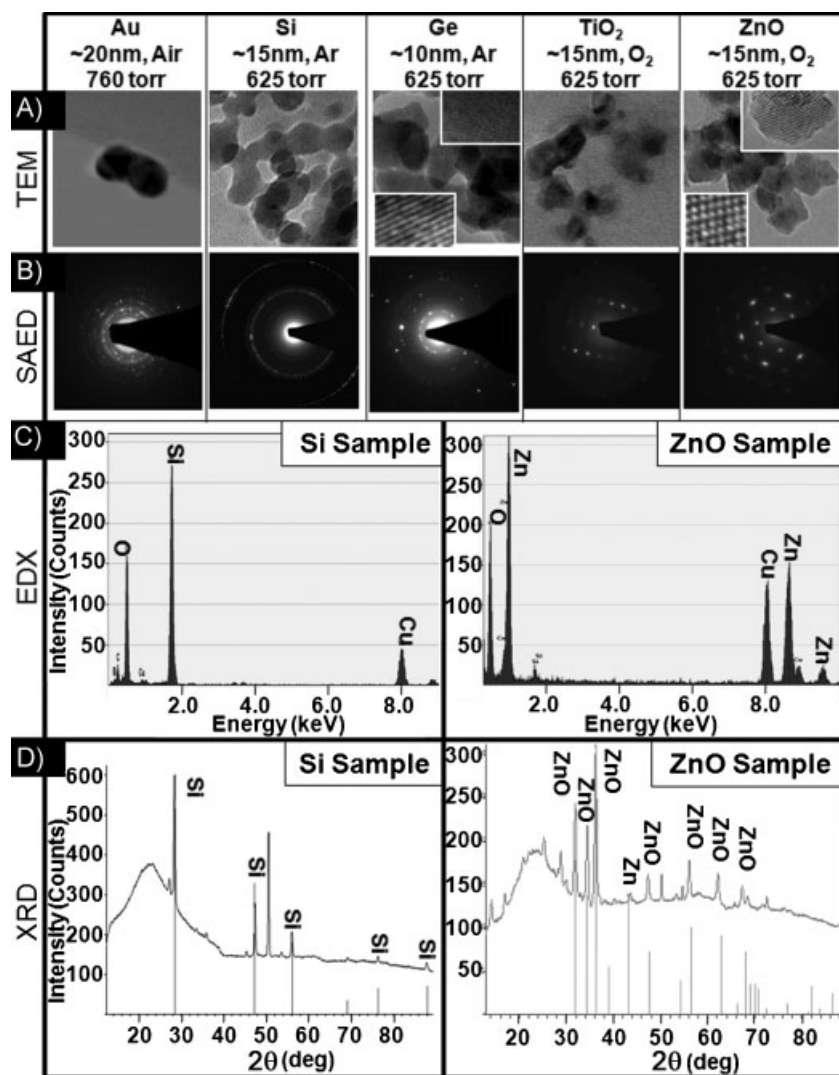 Au
~20nm, Air
760 torr
Si
~15nm, Ar
625 torr
Ge
~10nm, Ar
625 torr
TiO₂
~15nm, O₂
625 torr
ZnO
~15nm, O₂
625 torr
A)
TEM
B)
SAED
C)
EDX
Si Sample
Intensity (Counts)
300
250
200
150
100
50
O
Si
Cu
2.0 4.0 6.0 8.0
Energy (keV)
ZnO Sample
Intensity (Counts)
300
250
200
150
100
50
O
Zn
Cu
Zn
Zn
2.0 4.0 6.0 8.0
Energy (keV)
D)
XRD
Si Sample
Intensity (Counts)
600
500
400
300
200
100
Si
Si
Si
Si
Si
20 30 40 50 60 70 80
2θ (deg)
ZnO Sample
300
250
200
150
100
50
ZnO
ZnO
ZnO
Zn
ZnO
ZnO
ZnO
ZnO
20 30 40 50 60 70 80
2θ (deg)